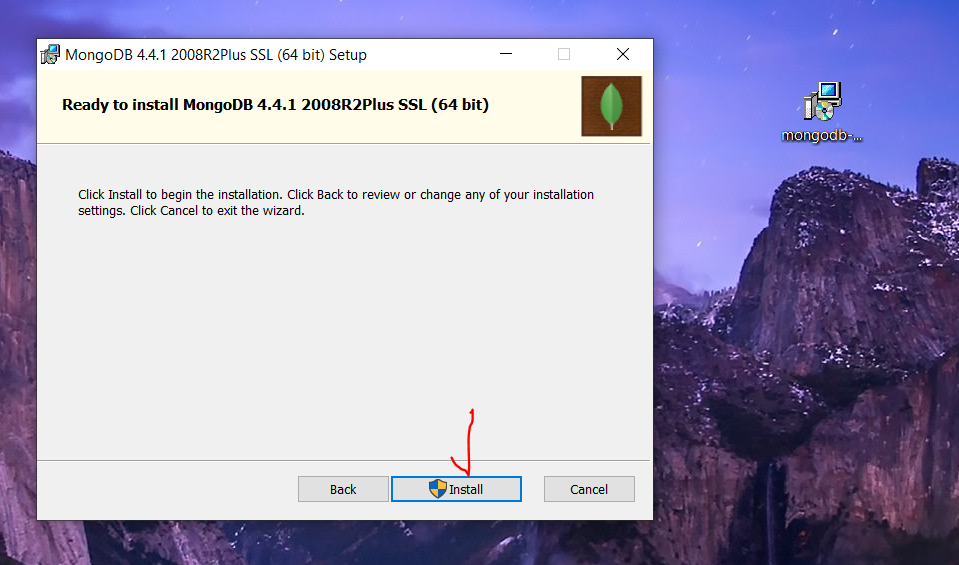 MongoDB 4.4.1 2008R2Plus SSL (64 bit) Setup
Ready to install MongoDB 4.4.1 2008R2Plus SSL (64 bit)
mongodb-...
Click Install to begin the installation. Click Back to review or change any of your installation
settings. Click Cancel to exit the wizard.
Back
Install
Cancel